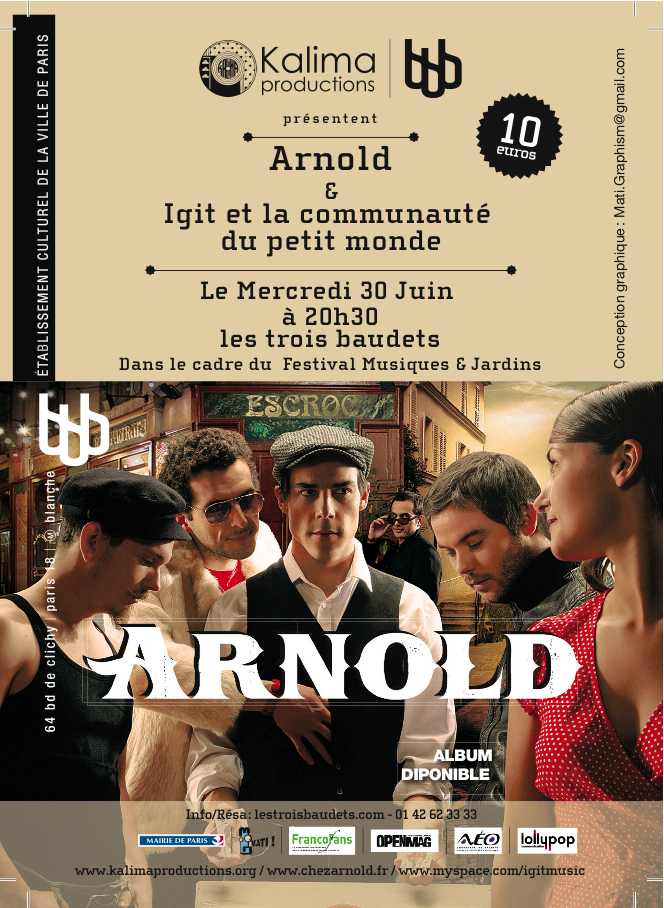 ÉTABLISSEMENT CULTUREL DE LA VILLE DE PARIS
Kalima
productions
présentent
10
euros
Arnold
&
Igit et la communauté
du petit monde
Le Mercredi 30 Juin
à 20h30
les trois baudets
Dans le cadre du Festival Musiques & Jardins
Conception graphique : Mati.Graphism@gmail.com
ESCROC
64 bd de clichy paris 18 | M blanche
ARNOLD
ALBUM
DIPONIBLE
Info/Résa : lestroisbaudets.com - 01 42 62 33 33
MAIRIE DE PARIS
FrancoFans
OPENMAG
NÉO
lollypop
www.kalimaproductions.org / www.chezarnold.fr / www.myspace.com/igitmusic